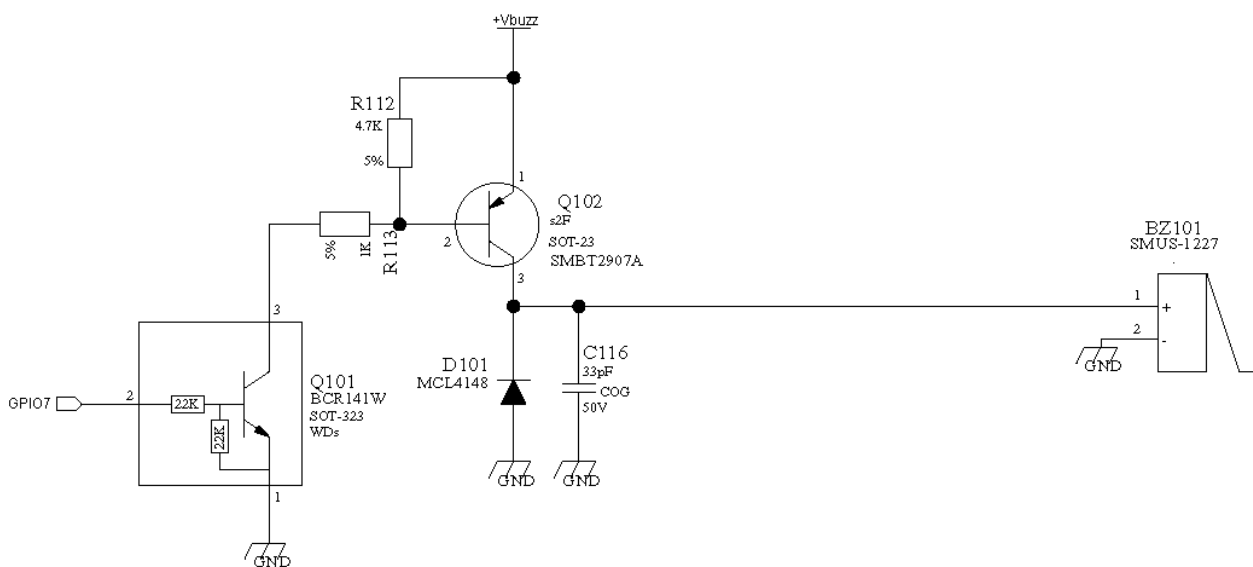 +Vbuzz
R112
4.7K
5%
1
Q102
s2F
SOT-23
SMBT2907A
2
3
5%
1K
R113
BZ101
SMUS-1227
1
+
2
-
GND
3
Q101
BCR141W
SOT-323
WDs
GPIO7
2
22K
22K
1
GND
D101
MCL4148
GND
C116
33pF
COG
50V
GND